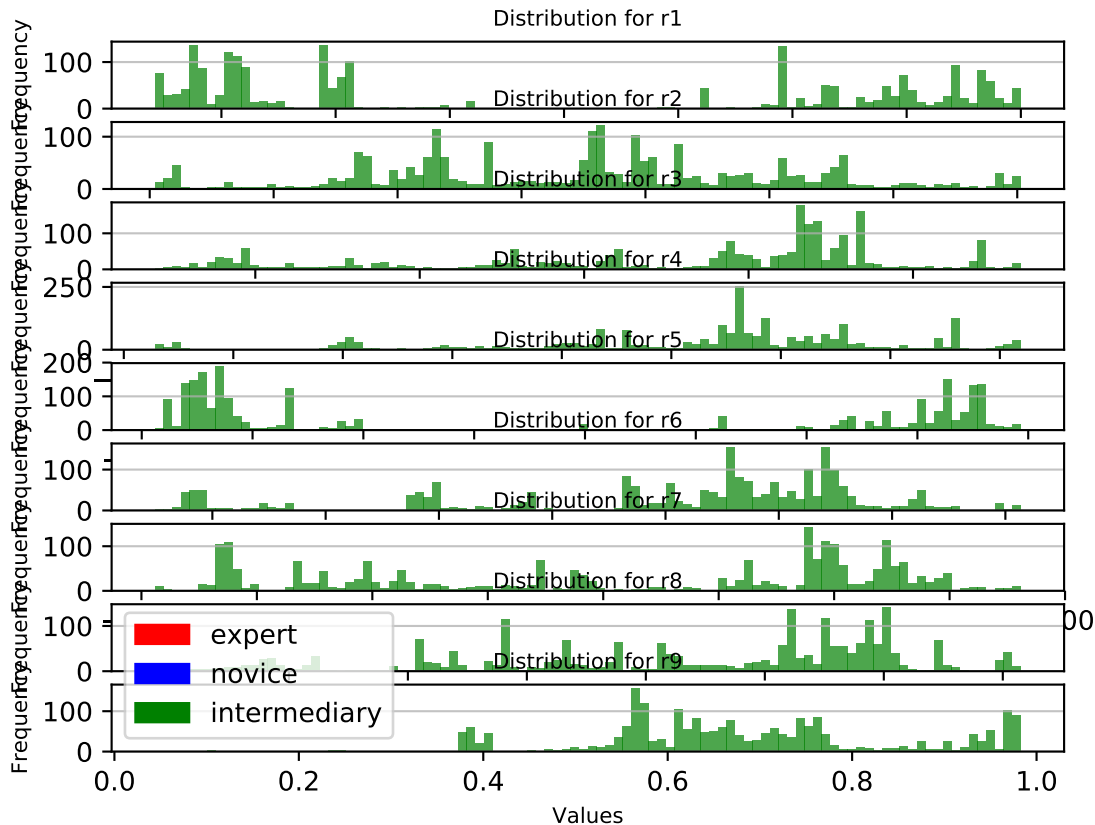 Distribution for r1
Frequency
100
0
Distribution for r2
Frequency
100
0
Distribution for r3
Frequency
100
0
Distribution for r4
Frequency
250
0
Distribution for r5
Frequency
200
100
0
Distribution for r6
Frequency
100
0
Distribution for r7
Frequency
100
0
Distribution for r8
Frequency
100
0
00
expert
novice
intermediary
Distribution for r9
Frequency
100
0
0.0 0.2 0.4 0.6 0.8 1.0
Values